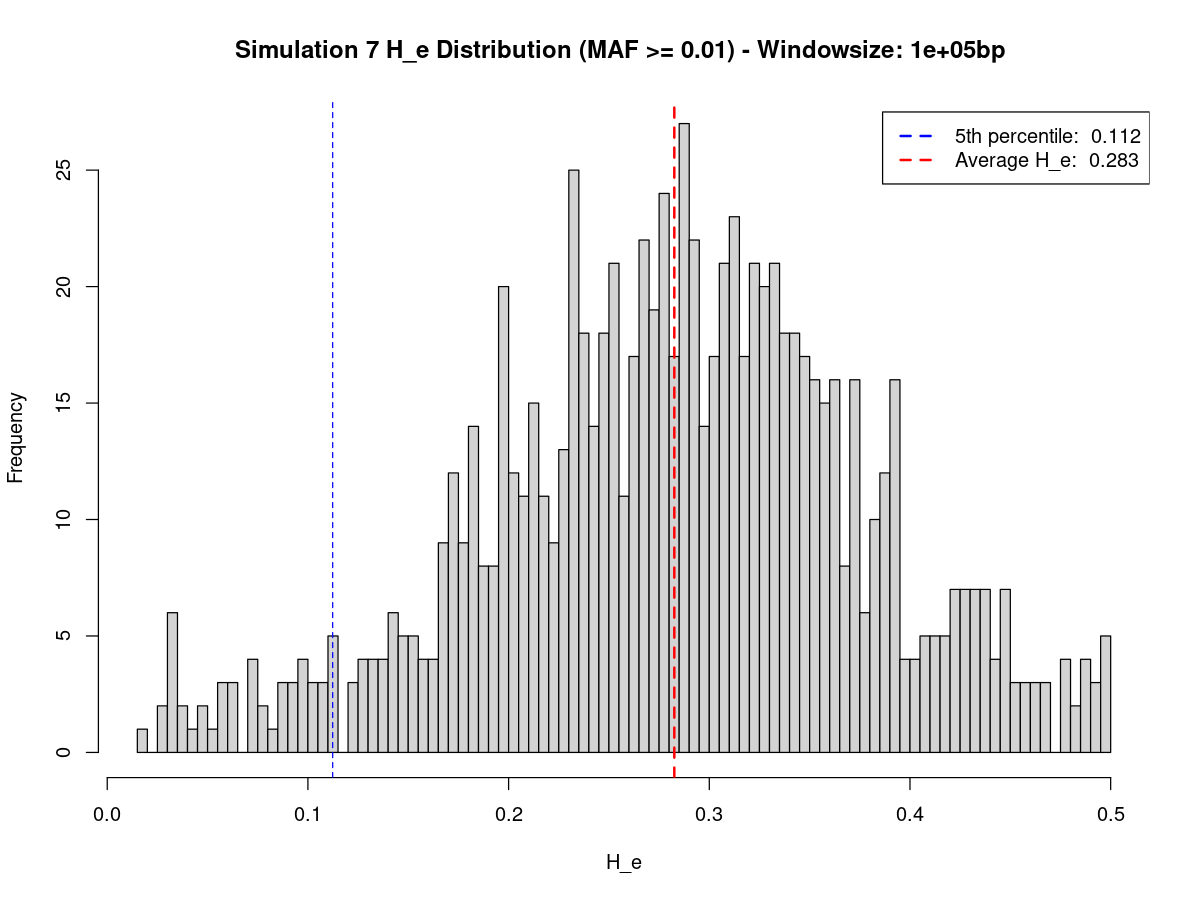 Simulation 7 H_e Distribution (MAF >= 0.01) - Windowsize: 1e+05bp
5th percentile:  0.112
Average H_e:  0.283
Frequency
25
20
15
10
5
0
0.0 0.1 0.2 0.3 0.4 0.5
H_e